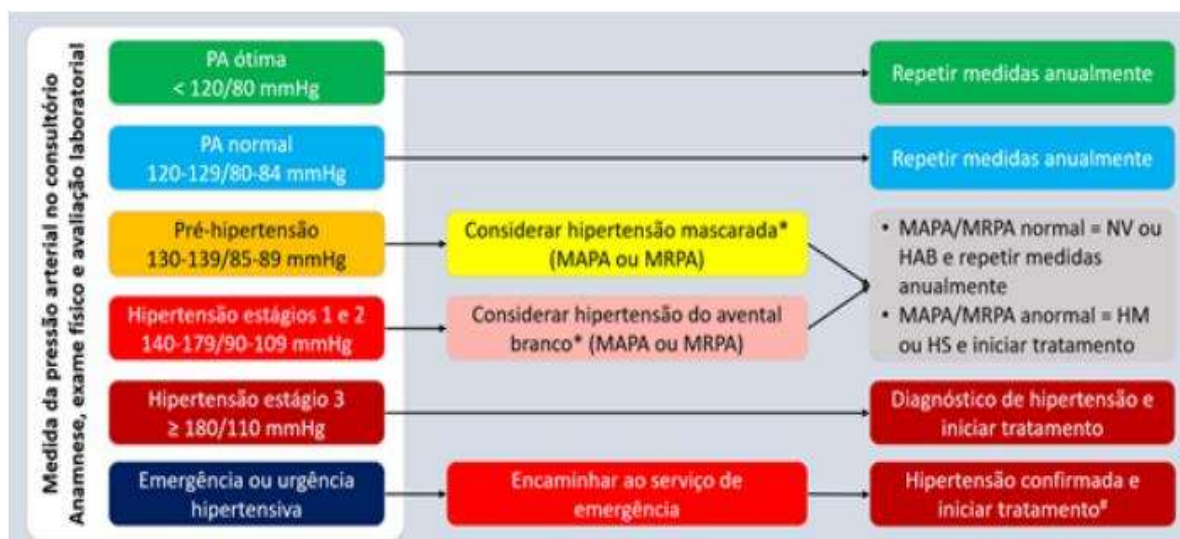 Medida da pressão arterial no consultório
Anamnese, exame físico e avaliação laboratorial
PA ótima
< 120/80 mmHg
Repetir medidas anualmente
PA normal
120-129/80-84 mmHg
Repetir medidas anualmente
Pré-hipertensão
130-139/85-89 mmHg
Considerar hipertensão mascarada*
(MAPA ou MRPA)
• MAPA/MRPA normal = NV ou
HAB e repetir medidas
anualmente
• MAPA/MRPA anormal = HM
ou HS e iniciar tratamento
Hipertensão estágios 1 e 2
140-179/90-109 mmHg
Considerar hipertensão do avental
branco* (MAPA ou MRPA)
Hipertensão estágio 3
≥ 180/110 mmHg
Diagnóstico de hipertensão e
iniciar tratamento
Emergência ou urgência
hipertensiva
Encaminhar ao serviço de
emergência
Hipertensão confirmada e
iniciar tratamento#